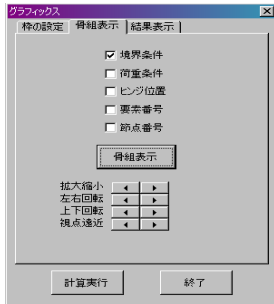 グラフィックス
枠の設定 骨組表示 結果表示
境界条件
荷重条件
ヒンジ位置
要素番号
節点番号
骨組表示
拡大縮小
左右回転
上下回転
視点遠近
計算実行 終了